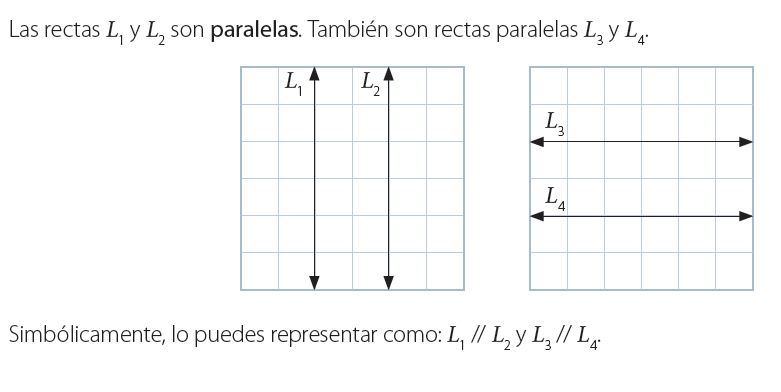 Las rectas L₁ y L₂ son paralelas. También son rectas paralelas L₃ y L₄.
L₁ L₂
L₃
L₄
Simbólicamente, lo puedes representar como: L₁ // L₂ y L₃ // L₄.